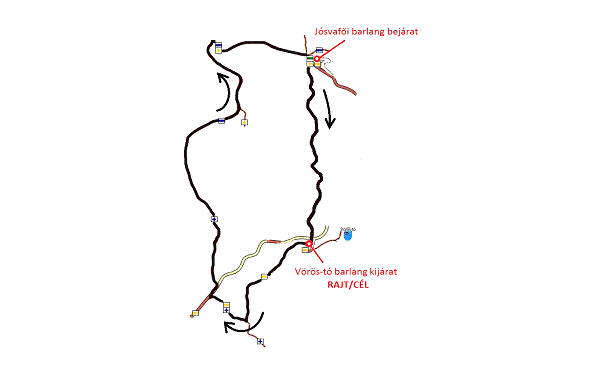 Jósvafői barlang bejárat
Vörös-tó barlang kijárat
RAJT/CÉL